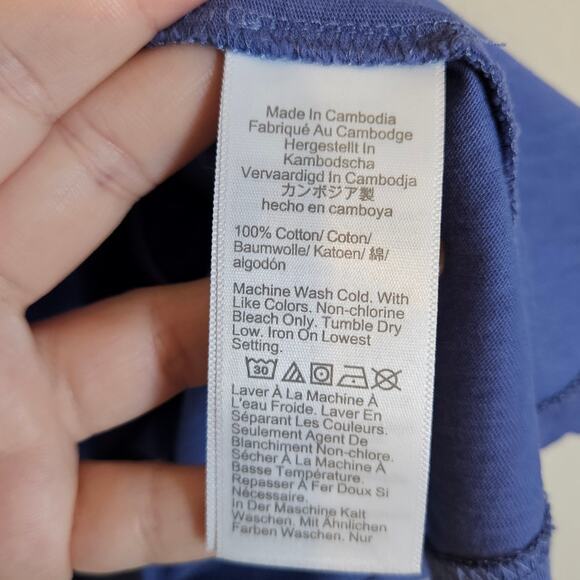 Made In Cambodia
Fabriqué Au Cambodge
Hergestellt In
Kambodscha
Vervaardigd In Cambodja
カンボジア製
hecho en camboya
100% Cotton/ Coton/
Baumwolle/ Katoen/ 綿/
algodón
Machine Wash Cold. With
Like Colors. Non-chlorine
Bleach Only. Tumble Dry
Low. Iron On Lowest
Setting.
30
Laver À La Machine À
L'eau Froide. Laver En
Séparant Les Couleurs.
Seulement Agent De
Blanchiment Non-chlore.
Sécher À La Machine À
Basse Température.
Repasser À Fer Doux Si
Nécessaire.
In Der Maschine Kalt
Waschen. Mit Ähnlichen
Farben Waschen. Nur